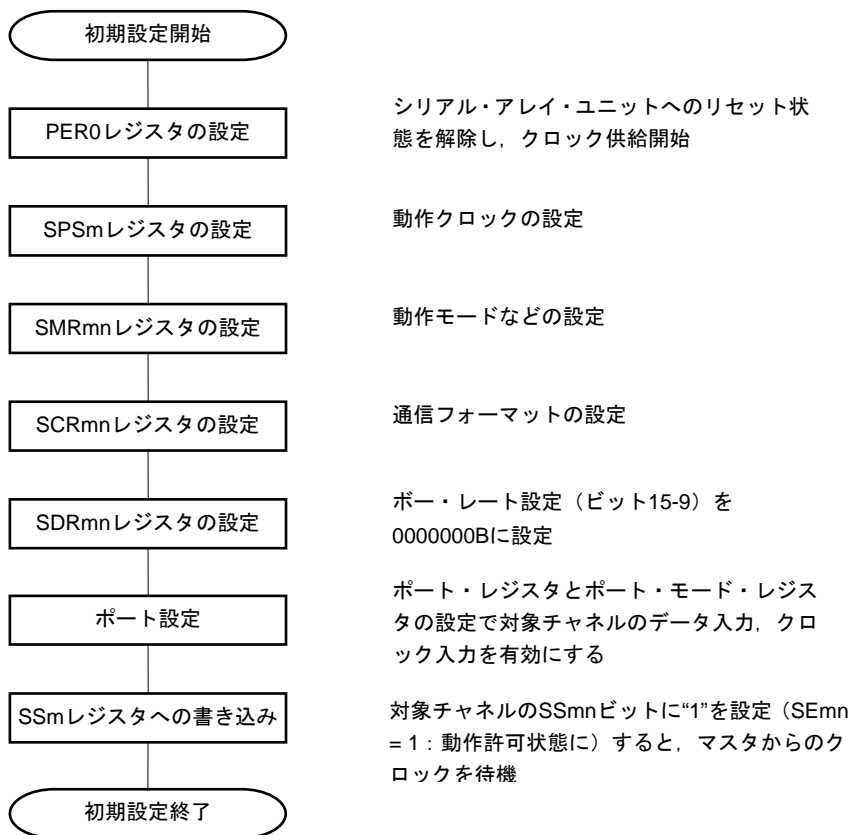 初期設定開始
PER0レジスタの設定
シリアル・アレイ・ユニットへのリセット状
態を解除し，クロック供給開始
SPSmレジスタの設定
動作クロックの設定
SMRmnレジスタの設定
動作モードなどの設定
SCRmnレジスタの設定
通信フォーマットの設定
SDRmnレジスタの設定
ボー・レート設定（ビット15-9）を
0000000Bに設定
ポート設定
ポート・レジスタとポート・モード・レジス
タの設定で対象チャネルのデータ入力，クロ
ック入力を有効にする
SSmレジスタへの書き込み
対象チャネルのSSmnビットに“1”を設定（SEmn
= 1：動作許可状態に）すると，マスタからのク
ロックを待機
初期設定終了